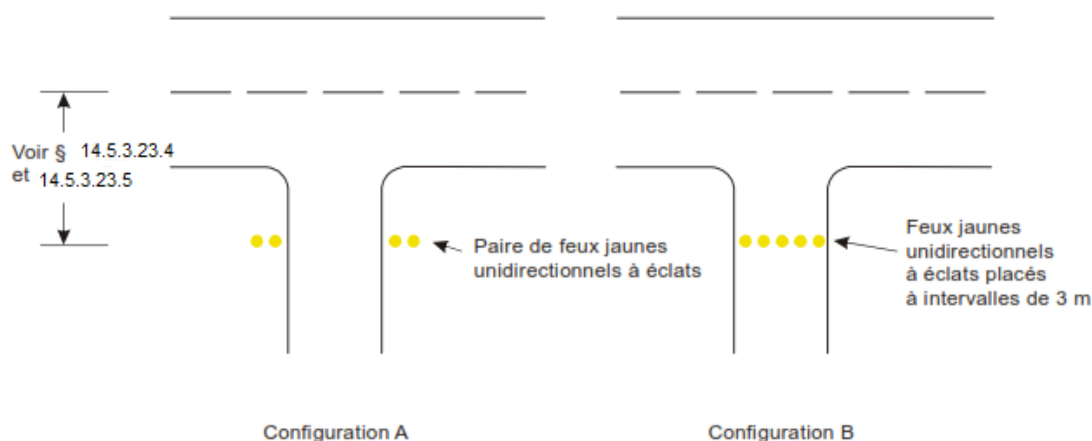 Voir § 14.5.3.23.4
et 14.5.3.23.5
Paire de feux jaunes
unidirectionnels à éclats
Feux jaunes
unidirectionnels
à éclats placés
à intervalles de 3 m
Configuration A
Configuration B